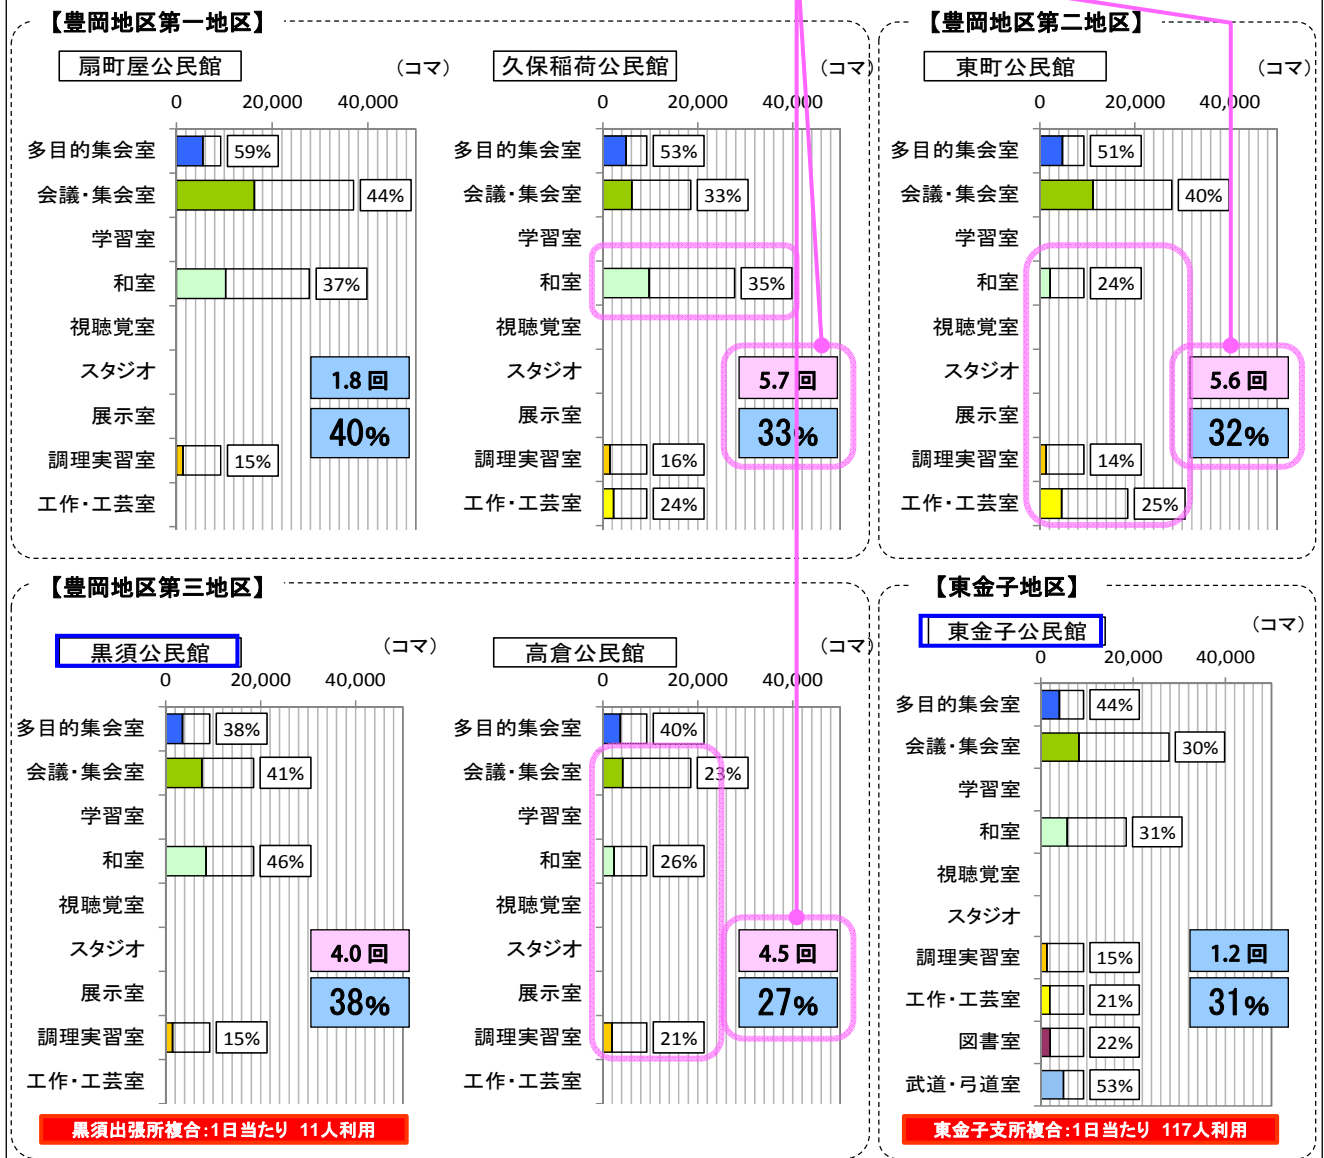 【豊岡地区第一地区】
扇町屋公民館
(コマ)
0 20,000 40,000
多目的集会室 59%
会議・集会室 44%
学習室
和室 37%
視聴覚室
スタジオ 1.8 回
展示室 40%
調理実習室 15%
工作・工芸室
久保稲荷公民館
(コマ)
0 20,000 40,000
多目的集会室 53%
会議・集会室 33%
学習室
和室 35%
視聴覚室
スタジオ 5.7 回
展示室 33%
調理実習室 16%
工作・工芸室 24%
【豊岡地区第二地区】
東町公民館
(コマ)
0 20,000 40,000
多目的集会室 51%
会議・集会室 40%
学習室
和室 24%
視聴覚室
スタジオ 5.6 回
展示室 32%
調理実習室 14%
工作・工芸室 25%
【豊岡地区第三地区】
黒須公民館
(コマ)
0 20,000 40,000
多目的集会室 38%
会議・集会室 41%
学習室
和室 46%
視聴覚室
スタジオ 4.0 回
展示室 38%
調理実習室 15%
工作・工芸室
黒須出張所複合:1日当たり 11人利用
高倉公民館
(コマ)
0 20,000 40,000
多目的集会室 40%
会議・集会室 23%
学習室
和室 26%
視聴覚室
スタジオ 4.5 回
展示室 27%
調理実習室 21%
工作・工芸室
【東金子地区】
東金子公民館
(コマ)
0 20,000 40,000
多目的集会室 44%
会議・集会室 30%
学習室
和室 31%
視聴覚室
スタジオ
調理実習室 15% 1.2 回
工作・工芸室 21% 31%
図書室 22%
武道・弓道室 53%
東金子支所複合:1日当たり 117人利用